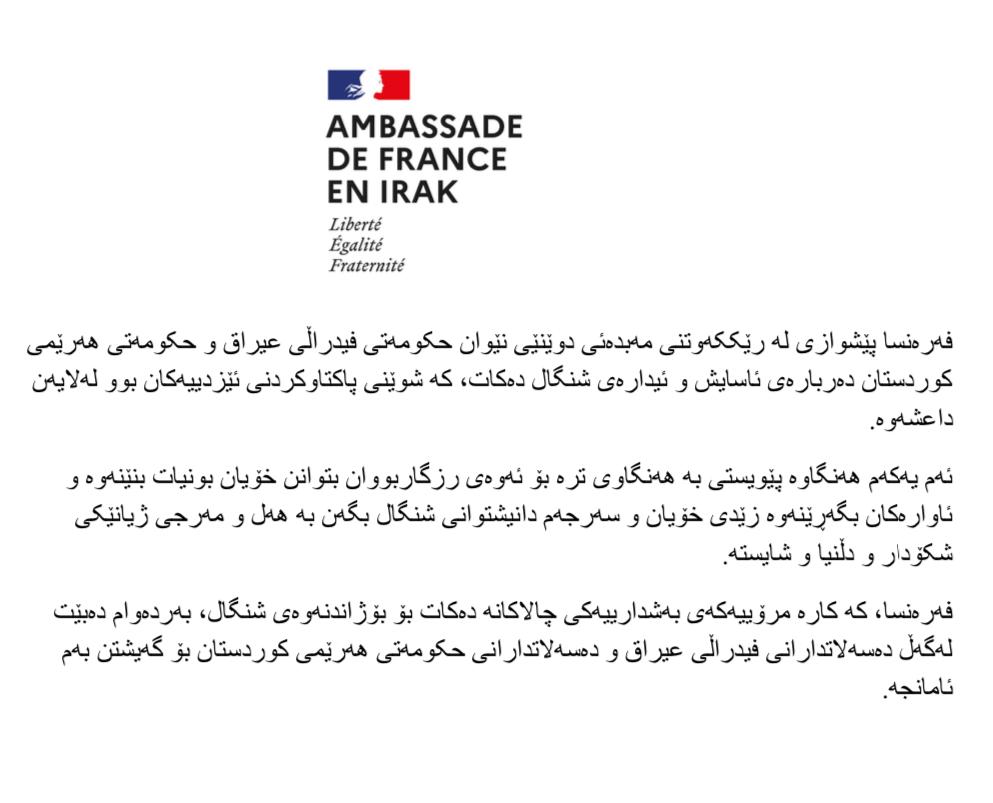 AMBASSADE
DE FRANCE
EN IRAK
Liberté
Égalité
Fraternité
فەرەنسا پێشوازی لە رێککەوتنی مەبدەئی دوێنێی نێوان حکومەتی فیدراڵی عیراق و حکومەتی هەرێمی
کوردستان دەربارەی ئاسایش و ئیدارەی شنگال دەکات، کە شوێنی پاکتاوکردنی ئێزدییەکان بوو لەلایەن
داعشەوە.
ئەم یەکەم هەنگاوە پێویستی بە هەنگاوی ترە بۆ ئەوەی رزگاربووان بتوانن خۆیان بونیات بنێنەوە و
ئاوارەکان بگەڕێنەوە زێدی خۆیان و سەرجەم دانیشتوانی شنگال بگەن بە هەل و مەرجی ژیانێکی
شکۆدار و دڵنیا و شایستە.
فەرەنسا، کە کارە مرۆییەکەی بەشدارییەکی چالاکانە دەکات بۆ بۆژاندنەوەی شنگال، بەردەوام دەبێت
لەگەڵ دەسەلاتدارانی فیدراڵی عیراق و دەسەلاتدارانی حکومەتی هەرێمی کوردستان بۆ گەیشتن بەم
ئامانجە.